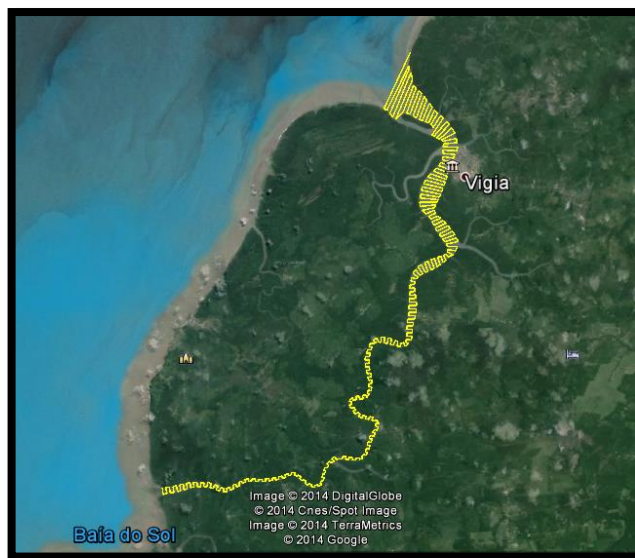 Vigia
Image © 2014 DigitalGlobe
© 2014 Cnes/Spot Image
Image © 2014 TerraMetrics
© 2014 Google
Baía do Sol